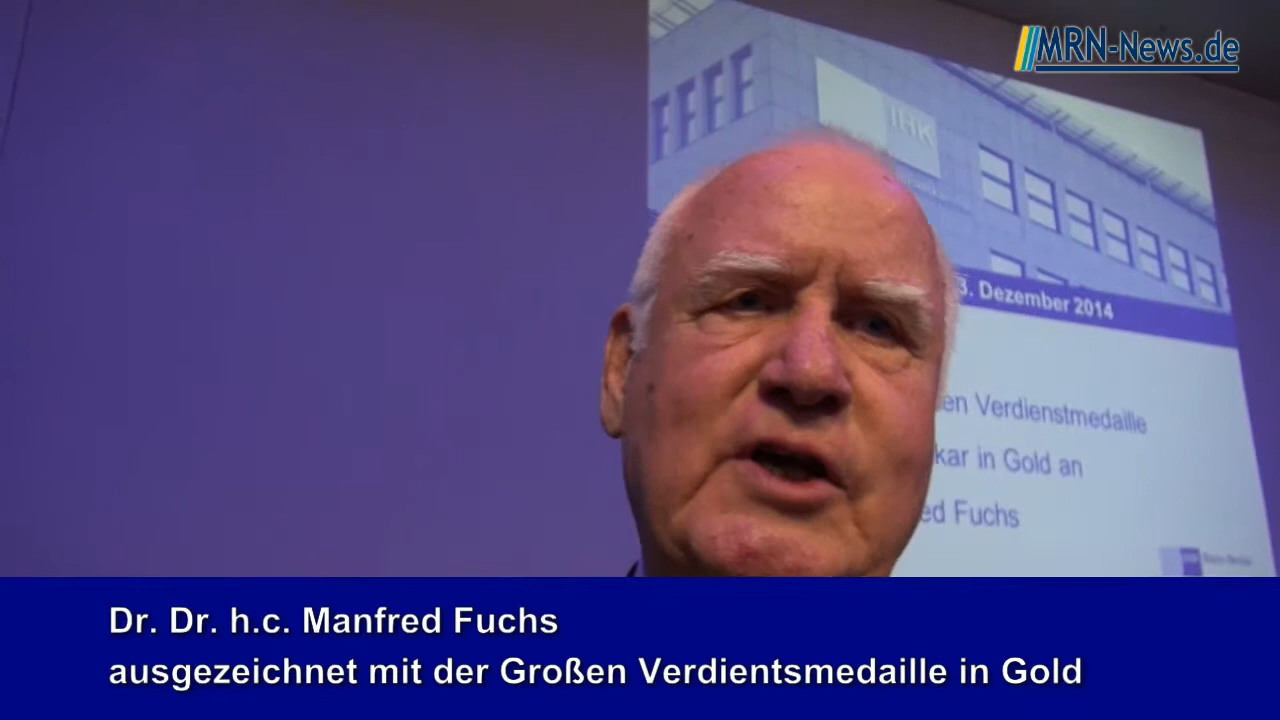 MRN-News.de
IHK
3. Dezember 2014
en Verdienstmedaille
kar in Gold an
ed Fuchs
Dr. Dr. h.c. Manfred Fuchs
ausgezeichnet mit der Großen Verdientsmedaille in Gold